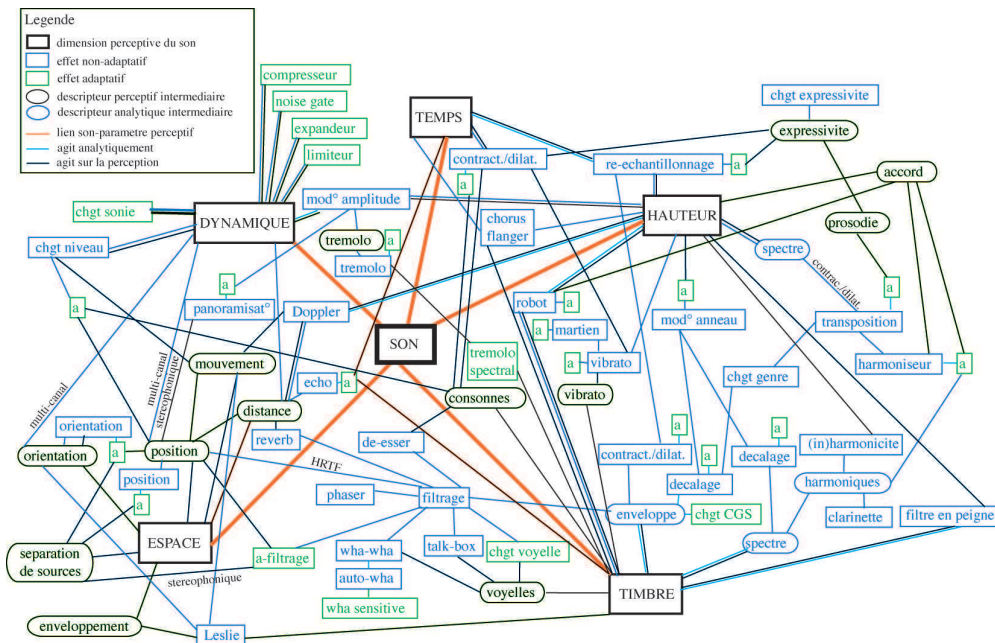 Legende
dimension perceptive du son
effet non-adaptatif
effet adaptatif
descripteur perceptif intermediaire
descripteur analytique intermediaire
lien son-parametre perceptif
agit analytiquement
agit sur la perception
compresseur
noise gate
expandeur
limiteur
chgt sonie
DYNAMIQUE
chgt niveau
mod° amplitude
tremolo
a
tremolo
a
panoramisat°
a
Doppler
TEMPS
contract./dilat.
a
chorus
flanger
chgt expressivite
expressivite
re-echantillonnage
a
accord
HAUTEUR
prosodie
spectre
contrac./dilat.
a
transposition
harmoniseur
a
robot
a
a
martien
a
vibrato
vibrato
a
mod° anneau
chgt genre
SON
tremolo
spectral
consonnes
mouvement
multi-canal
multi-canal
stereophonique
echo
a
distance
reverb
de-esser
orientation
orientation
a
position
position
a
HRTF
phaser
filtrage
contract./dilat.
a
a
decalage
a
decalage
(in)harmonicite
harmoniques
clarinette
filtre en peigne
enveloppe
chgt CGS
spectre
ESPACE
separation
de sources
stereophonique
a-filtrage
wha-wha
talk-box
chgt voyelle
auto-wha
wha sensitive
voyelles
TIMBRE
enveloppement
Leslie